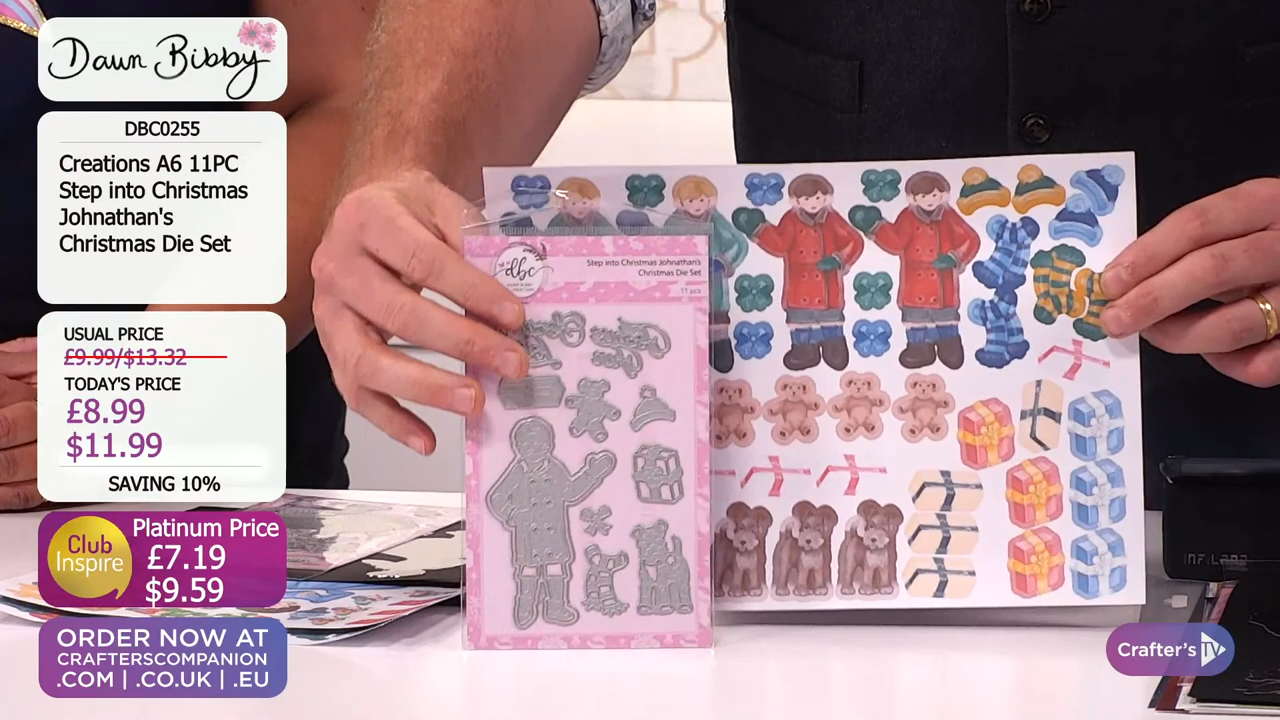 Dawn Bibby
DBC0255
Creations A6 11PC
Step into Christmas
Johnathan's
Christmas Die Set
USUAL PRICE
£9.99/$13.32
TODAY'S PRICE
£8.99
$11.99
SAVING 10%
Club
Inspire
Platinum Price
£7.19
$9.59
ORDER NOW AT
CRAFTERSCOMPANION
.COM | .CO.UK | .EU
dbc
Step into Christmas Johnathan's
Christmas Die Set
11 pcs
Crafter's TV